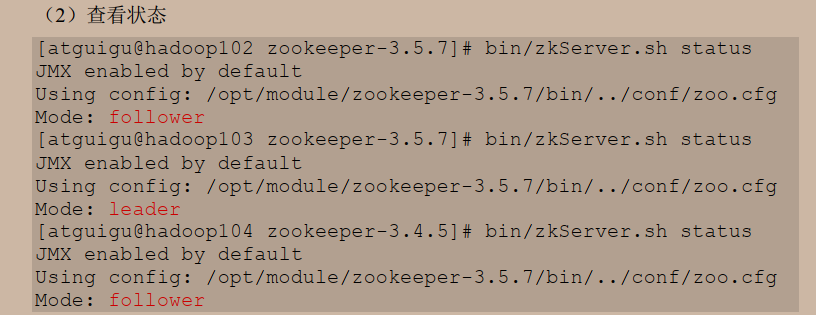 （2）查看状态
[atguigu@hadoop102 zookeeper-3.5.7]# bin/zkServer.sh status
JMX enabled by default
Using config: /opt/module/zookeeper-3.5.7/bin/../conf/zoo.cfg
Mode: follower
[atguigu@hadoop103 zookeeper-3.5.7]# bin/zkServer.sh status
JMX enabled by default
Using config: /opt/module/zookeeper-3.5.7/bin/../conf/zoo.cfg
Mode: leader
[atguigu@hadoop104 zookeeper-3.4.5]# bin/zkServer.sh status
JMX enabled by default
Using config: /opt/module/zookeeper-3.5.7/bin/../conf/zoo.cfg
Mode: follower